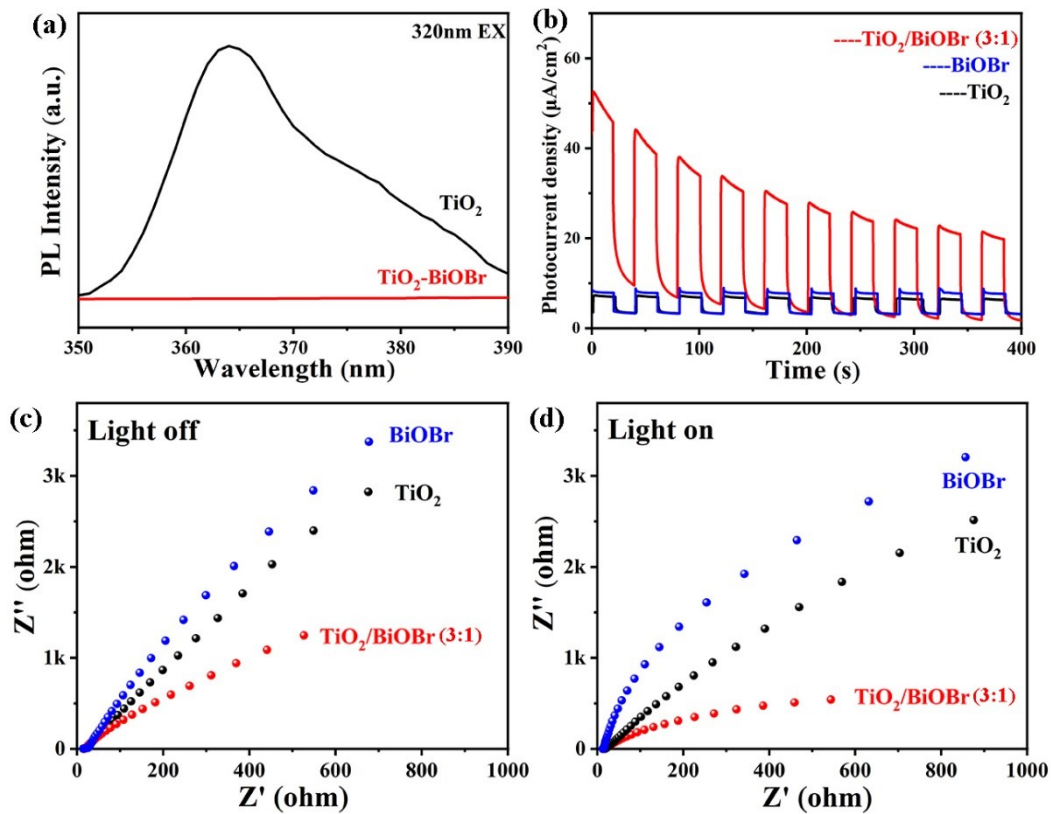 (a)
320nm EX
TiO₂
TiO₂-BiOBr
PL Intensity (a.u.)
350 360 370 380 390
Wavelength (nm)
(b)
----TiO₂/BiOBr (3:1)
----BiOBr
----TiO₂
Photocurrent density (µA/cm²)
60
40
20
0
0 100 200 300 400
Time (s)
(c)
Light off
BiOBr
TiO₂
TiO₂/BiOBr (3:1)
Z'' (ohm)
3k
2k
1k
0
0 200 400 600 800 1000
Z' (ohm)
(d)
Light on
BiOBr
TiO₂
TiO₂/BiOBr (3:1)
Z'' (ohm)
3k
2k
1k
0
0 200 400 600 800 1000
Z' (ohm)